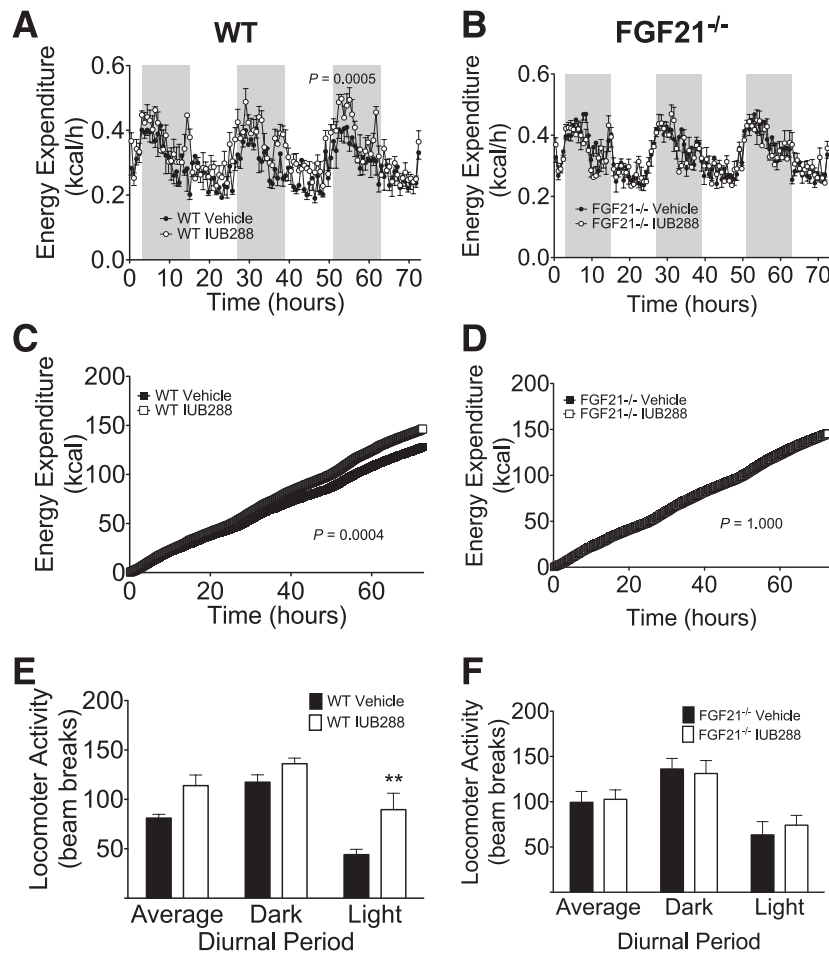 A
WT
Energy Expenditure
(kcal/h)
0.6
0.4
0.2
0.0
P = 0.0005
WT Vehicle
WT IUB288
0 10 20 30 40 50 60 70
Time (hours)
B
FGF21-/-
Energy Expenditure
(kcal/h)
0.6
0.4
0.2
0.0
FGF21-/- Vehicle
FGF21-/- IUB288
0 10 20 30 40 50 60 70
Time (hours)
C
Energy Expenditure
(kcal)
200
150
100
50
0
WT Vehicle
WT IUB288
P = 0.0004
0 20 40 60
Time (hours)
D
Energy Expenditure
(kcal)
200
150
100
50
0
FGF21-/- Vehicle
FGF21-/- IUB288
P = 1.000
0 20 40 60
Time (hours)
E
Locomoter Activity
(beam breaks)
200
150
100
50
WT Vehicle
WT IUB288
**
Average Dark Light
Diurnal Period
F
Locomoter Activity
(beam breaks)
200
150
100
50
FGF21-/- Vehicle
FGF21-/- IUB288
Average Dark Light
Diurnal Period